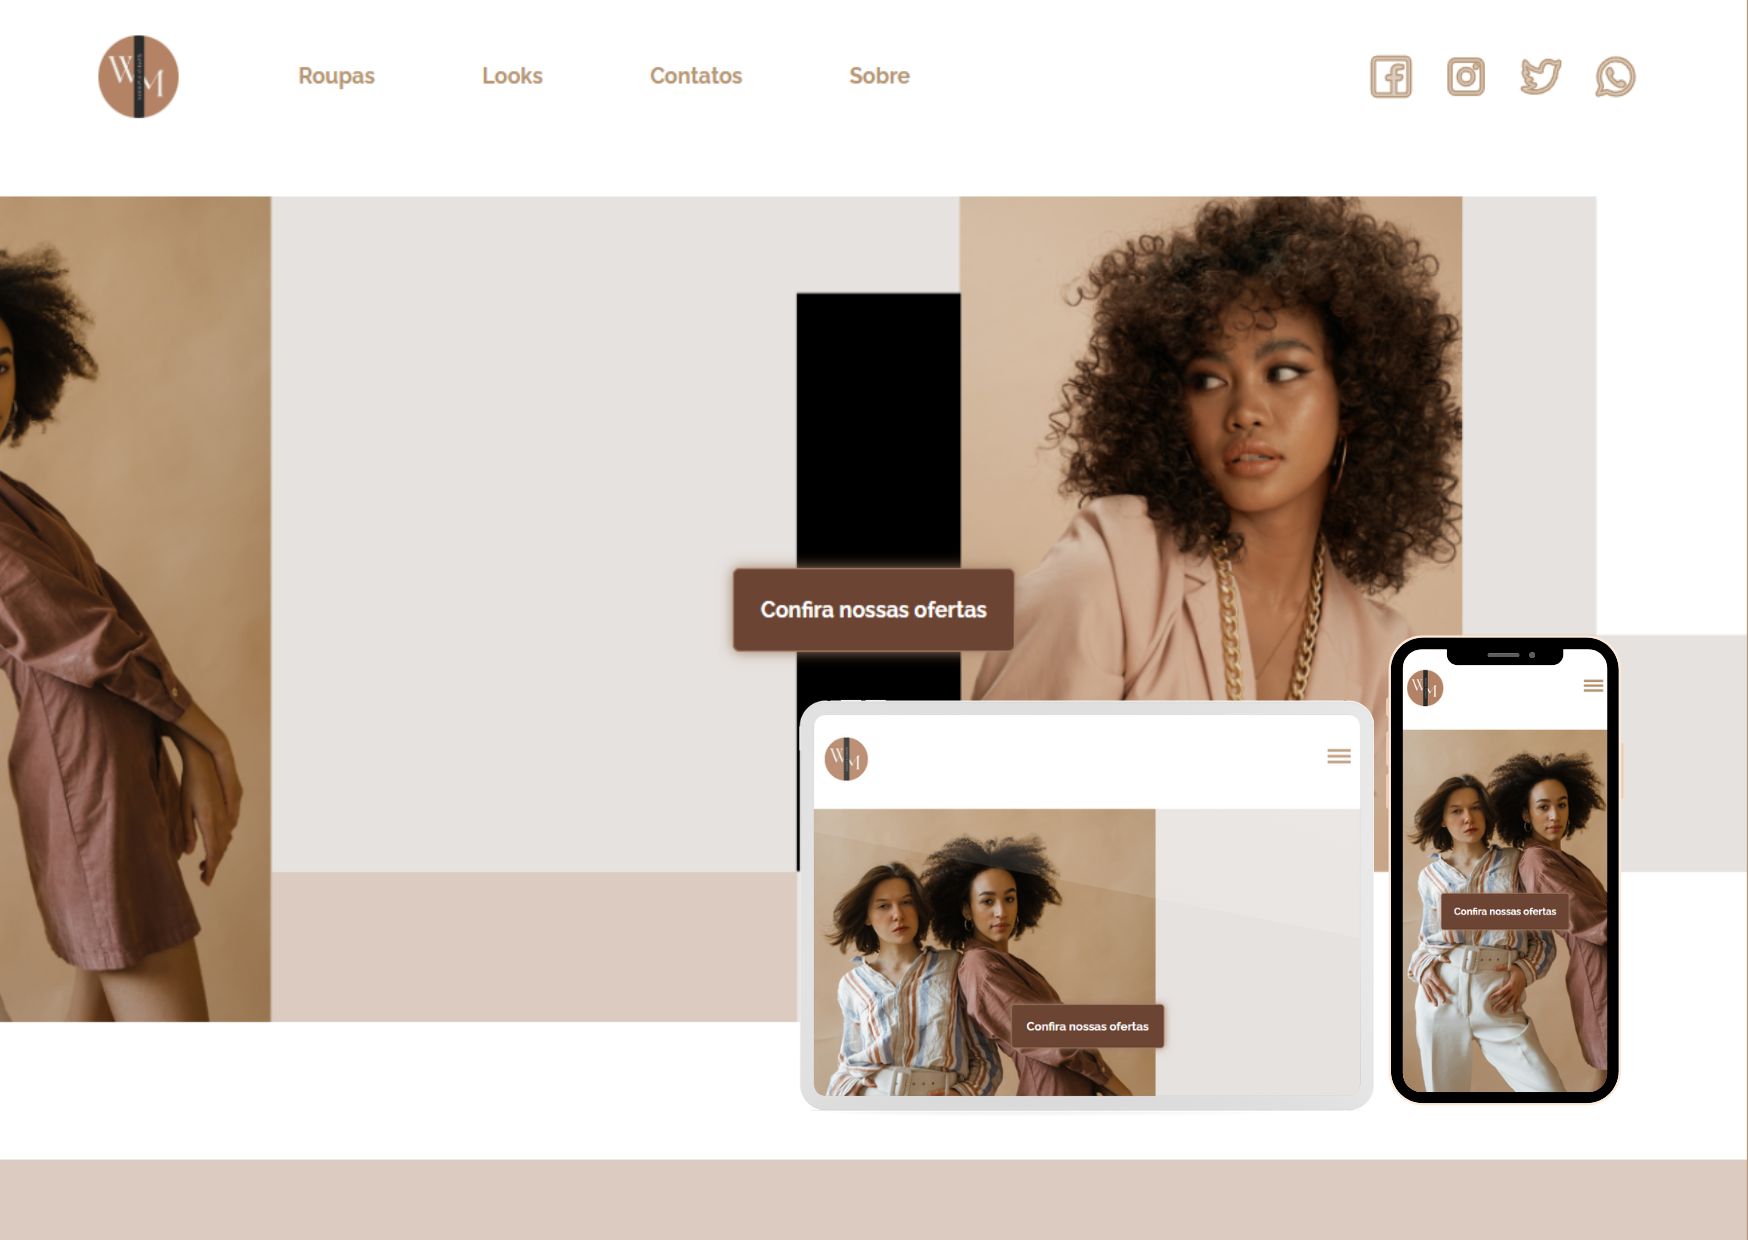 WM
Roupas
Looks
Contatos
Sobre
Confira nossas ofertas
WM
WM
Confira nossas ofertas
Confira nossas ofertas